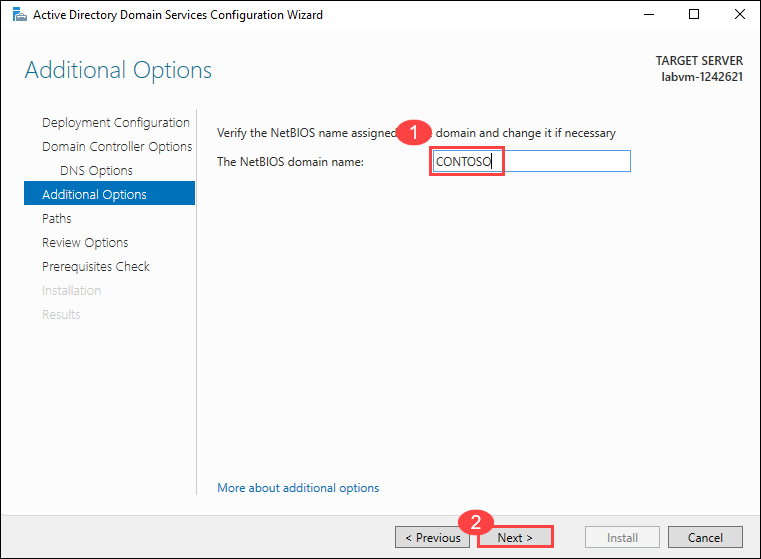 Active Directory Domain Services Configuration Wizard
Additional Options
TARGET SERVER
labvm-1242621
Deployment Configuration
Domain Controller Options
DNS Options
Additional Options
Paths
Review Options
Prerequisites Check
Installation
Results
Verify the NetBIOS name assigned 1 domain and change it if necessary
The NetBIOS domain name: CONTOSO
More about additional options
2
< Previous Next > Install Cancel